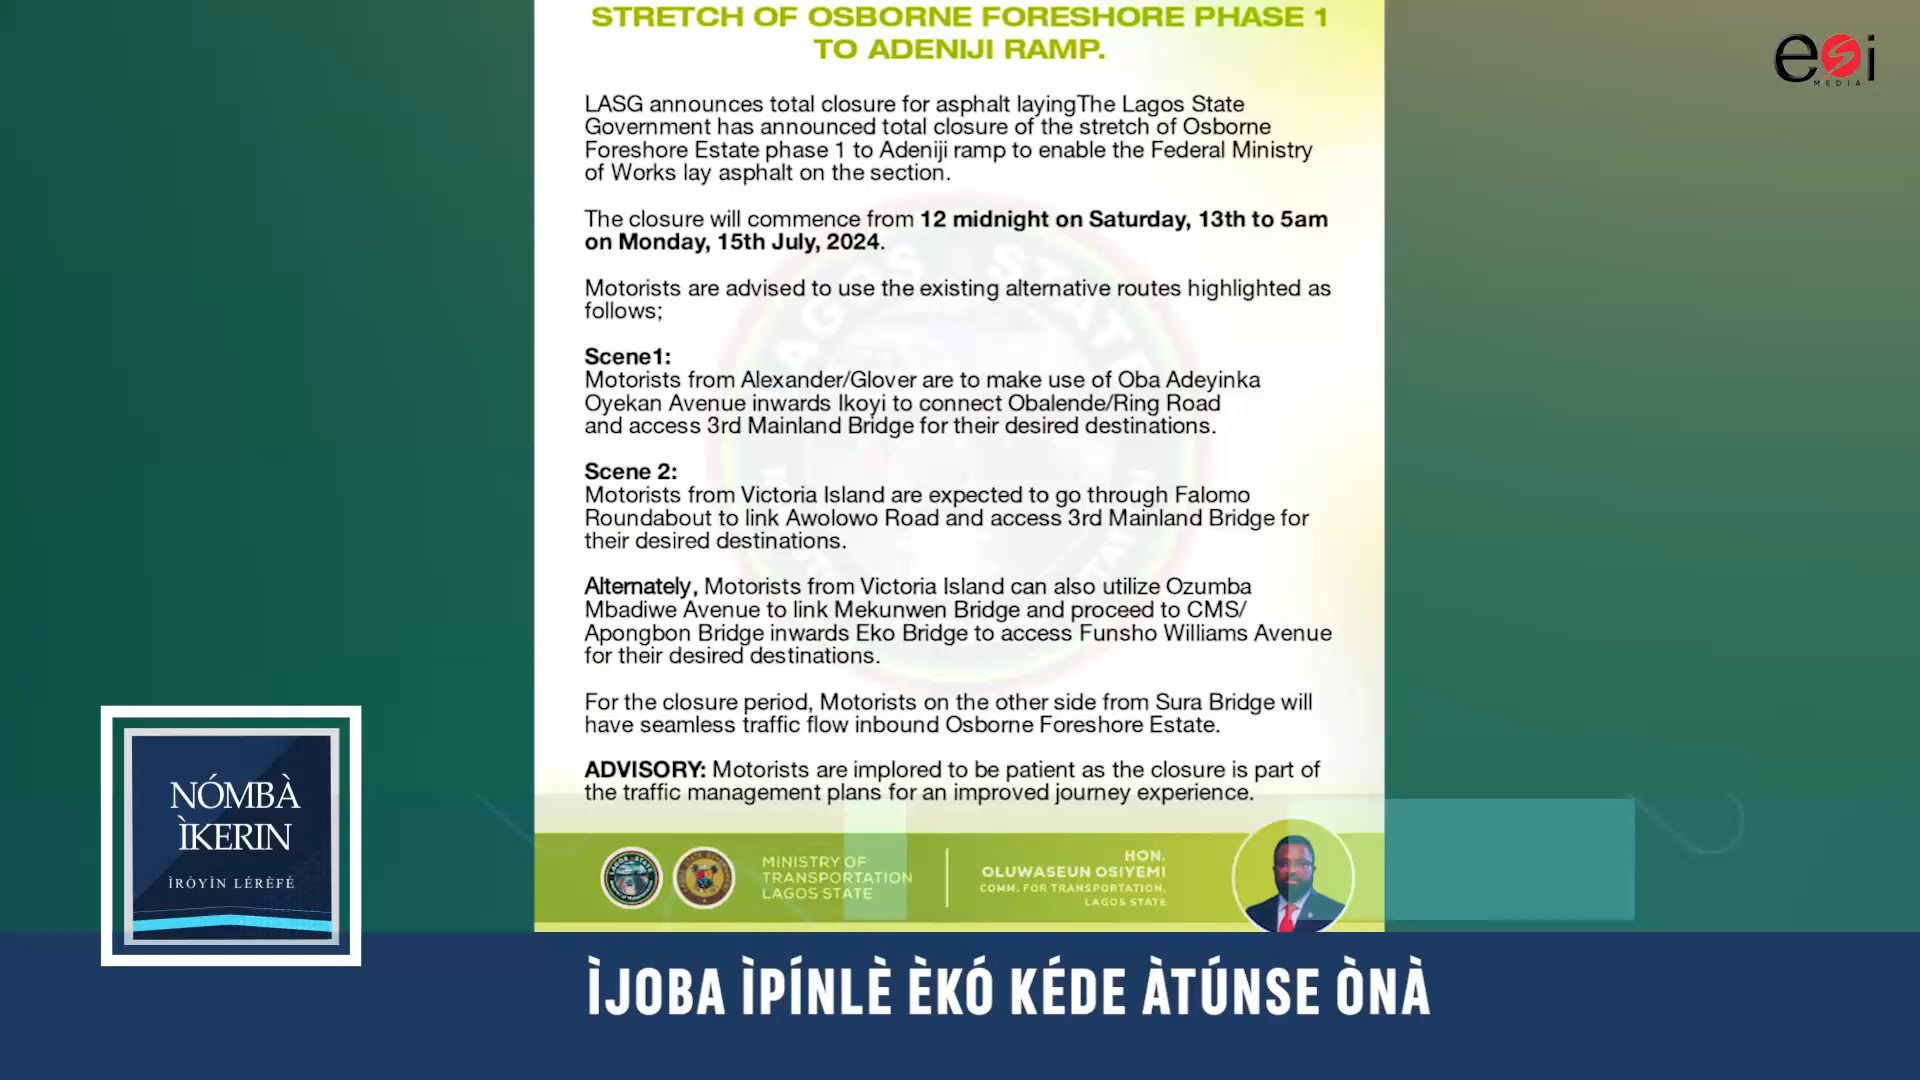 STRETCH OF OSBORNE FORESHORE PHASE 1
TO ADENIJI RAMP.
esi
MEDIA
LASG announces total closure for asphalt layingThe Lagos State
Government has announced total closure of the stretch of Osborne
Foreshore Estate phase 1 to Adeniji ramp to enable the Federal Ministry
of Works lay asphalt on the section.
The closure will commence from 12 midnight on Saturday, 13th to 5am
on Monday, 15th July, 2024.
Motorists are advised to use the existing alternative routes highlighted as
follows;
Scene1:
Motorists from Alexander/Glover are to make use of Oba Adeyinka
Oyekan Avenue inwards Ikoyi to connect Obalende/Ring Road
and access 3rd Mainland Bridge for their desired destinations.
Scene 2:
Motorists from Victoria Island are expected to go through Falomo
Roundabout to link Awolowo Road and access 3rd Mainland Bridge for
their desired destinations.
Alternately, Motorists from Victoria Island can also utilize Ozumba
Mbadiwe Avenue to link Mekunwen Bridge and proceed to CMS/
Apongbon Bridge inwards Eko Bridge to access Funsho Williams Avenue
for their desired destinations.
For the closure period, Motorists on the other side from Sura Bridge will
have seamless traffic flow inbound Osborne Foreshore Estate.
ADVISORY: Motorists are implored to be patient as the closure is part of
the traffic management plans for an improved journey experience.
MINISTRY OF
TRANSPORTATION
LAGOS STATE
HON.
OLUWASEUN OSIYEMI
COMM. FOR TRANSPORTATION,
LAGOS STATE
NÓMBÀ
ÌKERIN
ÌRÒYÌN LÉRÈFÉ
ÌJOBA ÌPÍNLÈ ÈKÓ KÉDE ÀTÚNSE ÒNÀ